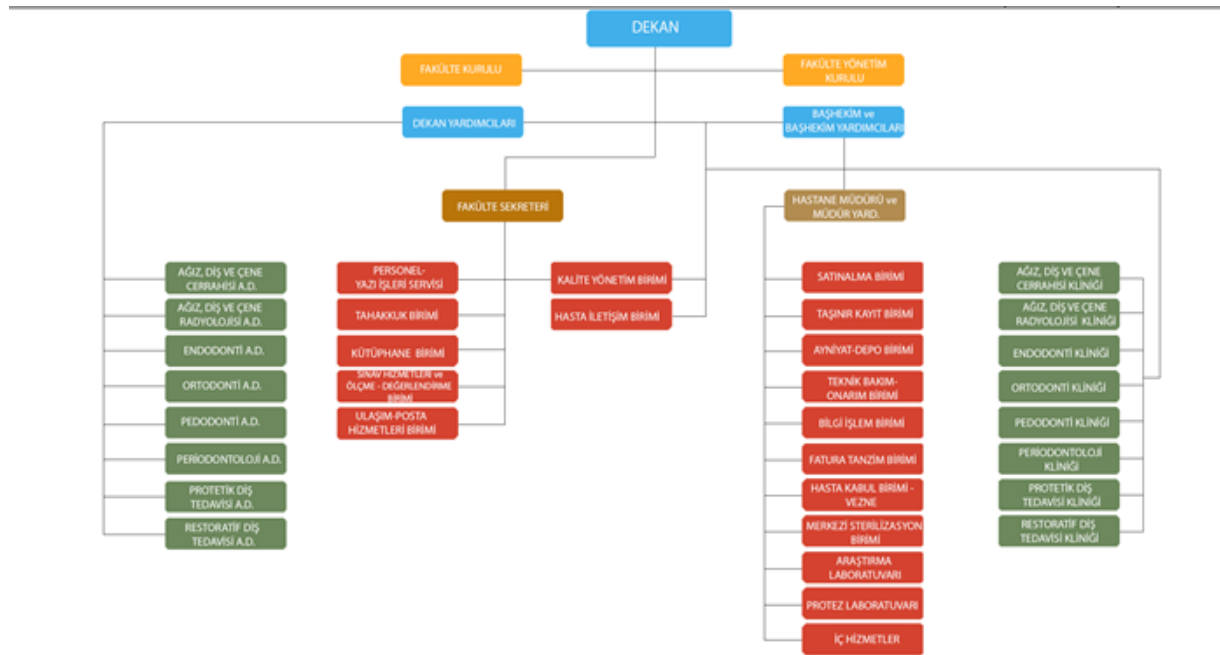 DEKAN
FAKÜLTE KURULU
FAKÜLTE YÖNETİM
KURULU
DEKAN YARDIMCILARI
BAŞHEKİM ve
BAŞHEKİM YARDIMCILARI
FAKÜLTE SEKRETERİ
HASTANE MÜDÜRÜ ve
MÜDÜR YARD.
AĞIZ, DİŞ VE ÇENE
CERRAHİSİ A.D.
AĞIZ, DİŞ VE ÇENE
RADYOLOJİSİ A.D.
ENDODONTİ A.D.
ORTODONTİ A.D.
PEDODONTİ A.D.
PERİODONTOLOJİ A.D.
PROTETİK DİŞ
TEDAVİSİ A.D.
RESTORATİF DİŞ
TEDAVİSİ A.D.
PERSONEL-
YAZI İŞLERİ SERVİSİ
TAHAKKUK BİRİMİ
KÜTÜPHANE BİRİMİ
SINAV HİZMETLERİ ve
ÖLÇME - DEĞERLENDİRME
BİRİMİ
ULAŞIM-POSTA
HİZMETLERİ BİRİMİ
KALİTE YÖNETİM BİRİMİ
HASTA İLETİŞİM BİRİMİ
SATINALMA BİRİMİ
TAŞINIR KAYIT BİRİMİ
AYNİYAT-DEPO BİRİMİ
TEKNİK BAKIM-
ONARIM BİRİMİ
BİLGİ İŞLEM BİRİMİ
FATURA TANZİM BİRİMİ
HASTA KABUL BİRİMİ -
VEZNE
MERKEZİ STERİLİZASYON
BİRİMİ
ARAŞTIRMA
LABORATUVARI
PROTEZ LABORATUVARI
İÇ HİZMETLER
AĞIZ, DİŞ VE ÇENE
CERRAHİSİ KLİNİĞİ
AĞIZ, DİŞ VE ÇENE
RADYOLOJİSİ KLİNİĞİ
ENDODONTİ KLİNİĞİ
ORTODONTİ KLİNİĞİ
PEDODONTİ KLİNİĞİ
PERİODONTOLOJİ
KLİNİĞİ
PROTETİK DİŞ
TEDAVİSİ KLİNİĞİ
RESTORATİF DİŞ
TEDAVİSİ KLİNİĞİ